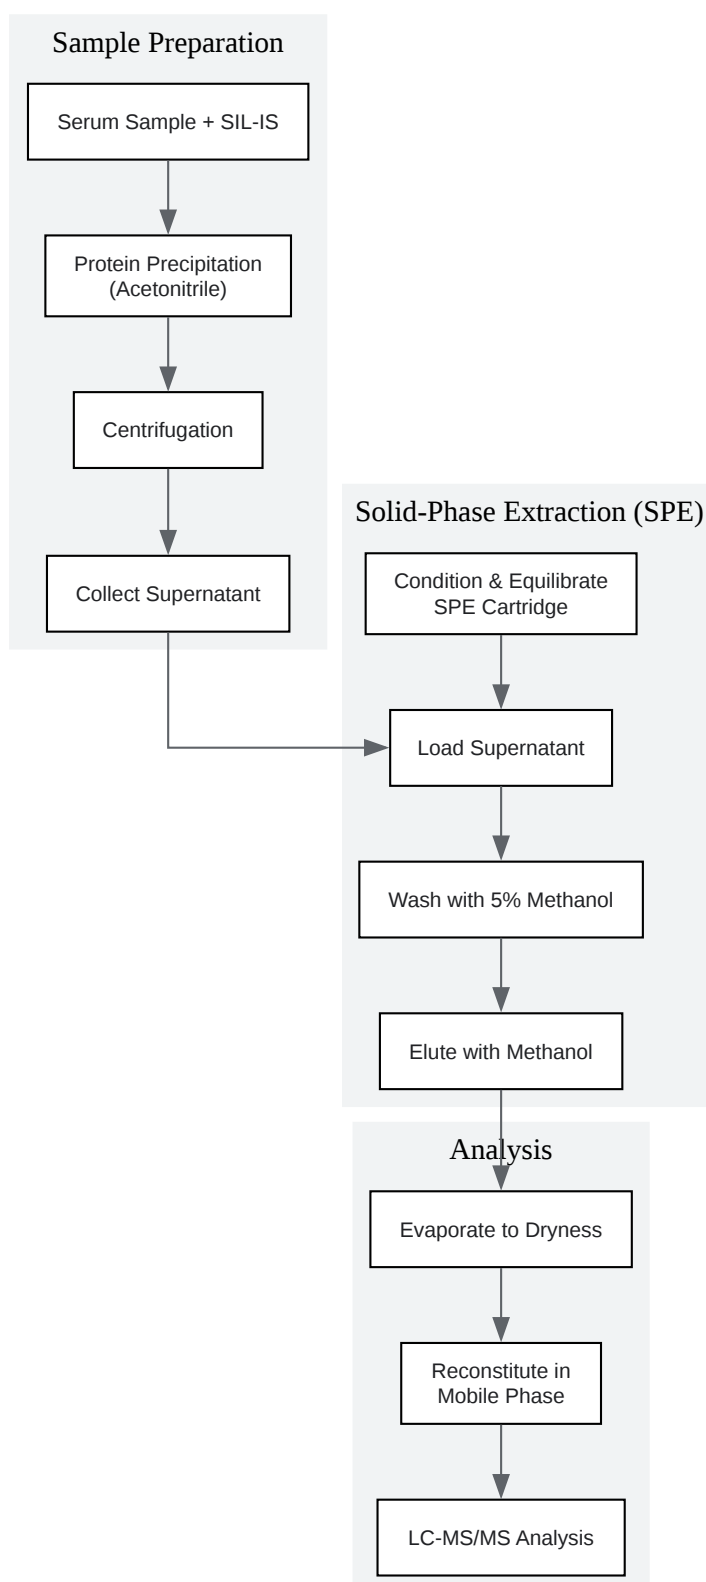 Sample Preparation
Serum Sample + SIL-IS
Protein Precipitation
(Acetonitrile)
Centrifugation
Collect Supernatant
Solid-Phase Extraction (SPE)
Condition & Equilibrate
SPE Cartridge
Load Supernatant
Wash with 5% Methanol
Elute with Methanol
Analysis
Evaporate to Dryness
Reconstitute in
Mobile Phase
LC-MS/MS Analysis